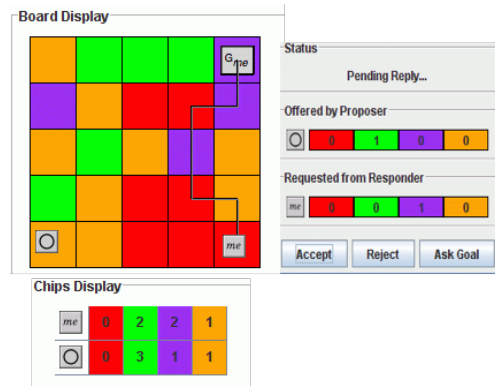 Board Display
G me
me
Status
Pending Reply...
Offered by Proposer
0 1 0 0
Requested from Responder
me 0 0 1 0
Accept Reject Ask Goal
Chips Display
me 0 2 2 1
0 3 1 1